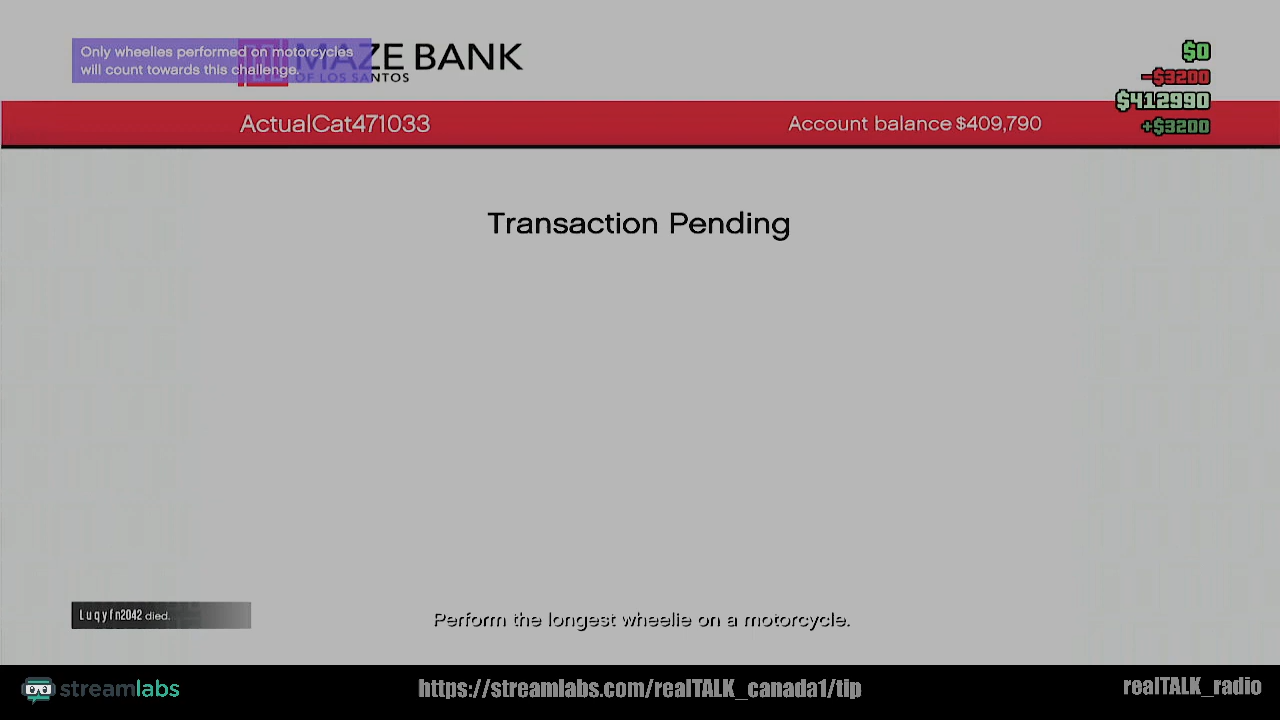 Only wheelies performed on motorcycles
will count towards this challenge.
MAZE BANK
OF LOS SANTOS
$0
-$3200
$412990
+$3200
ActualCat471033
Account balance $409,790
Transaction Pending
Luqyfn2042 died.
Perform the longest wheelie on a motorcycle.
streamlabs
https://streamlabs.com/realTALK_canada1/tip
realTALK_radio